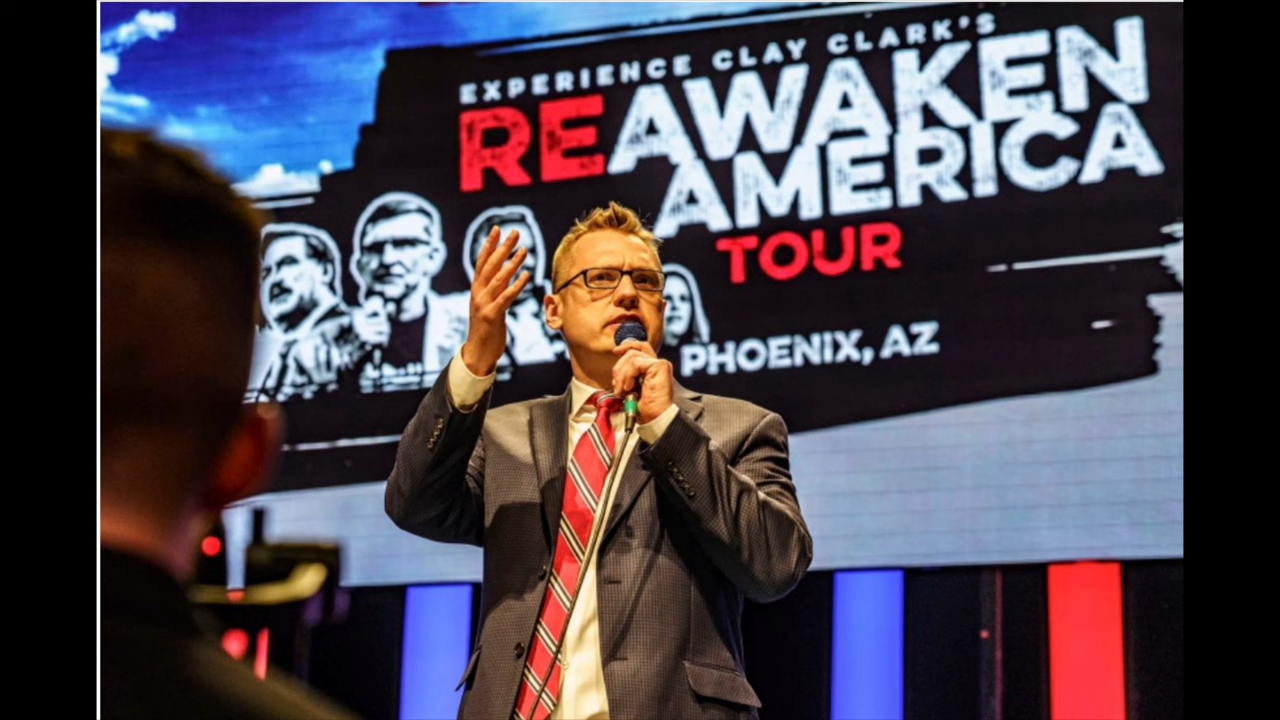 EXPERIENCE CLAY CLARK'S
REAWAKEN
AMERICA
TOUR
PHOENIX, AZ